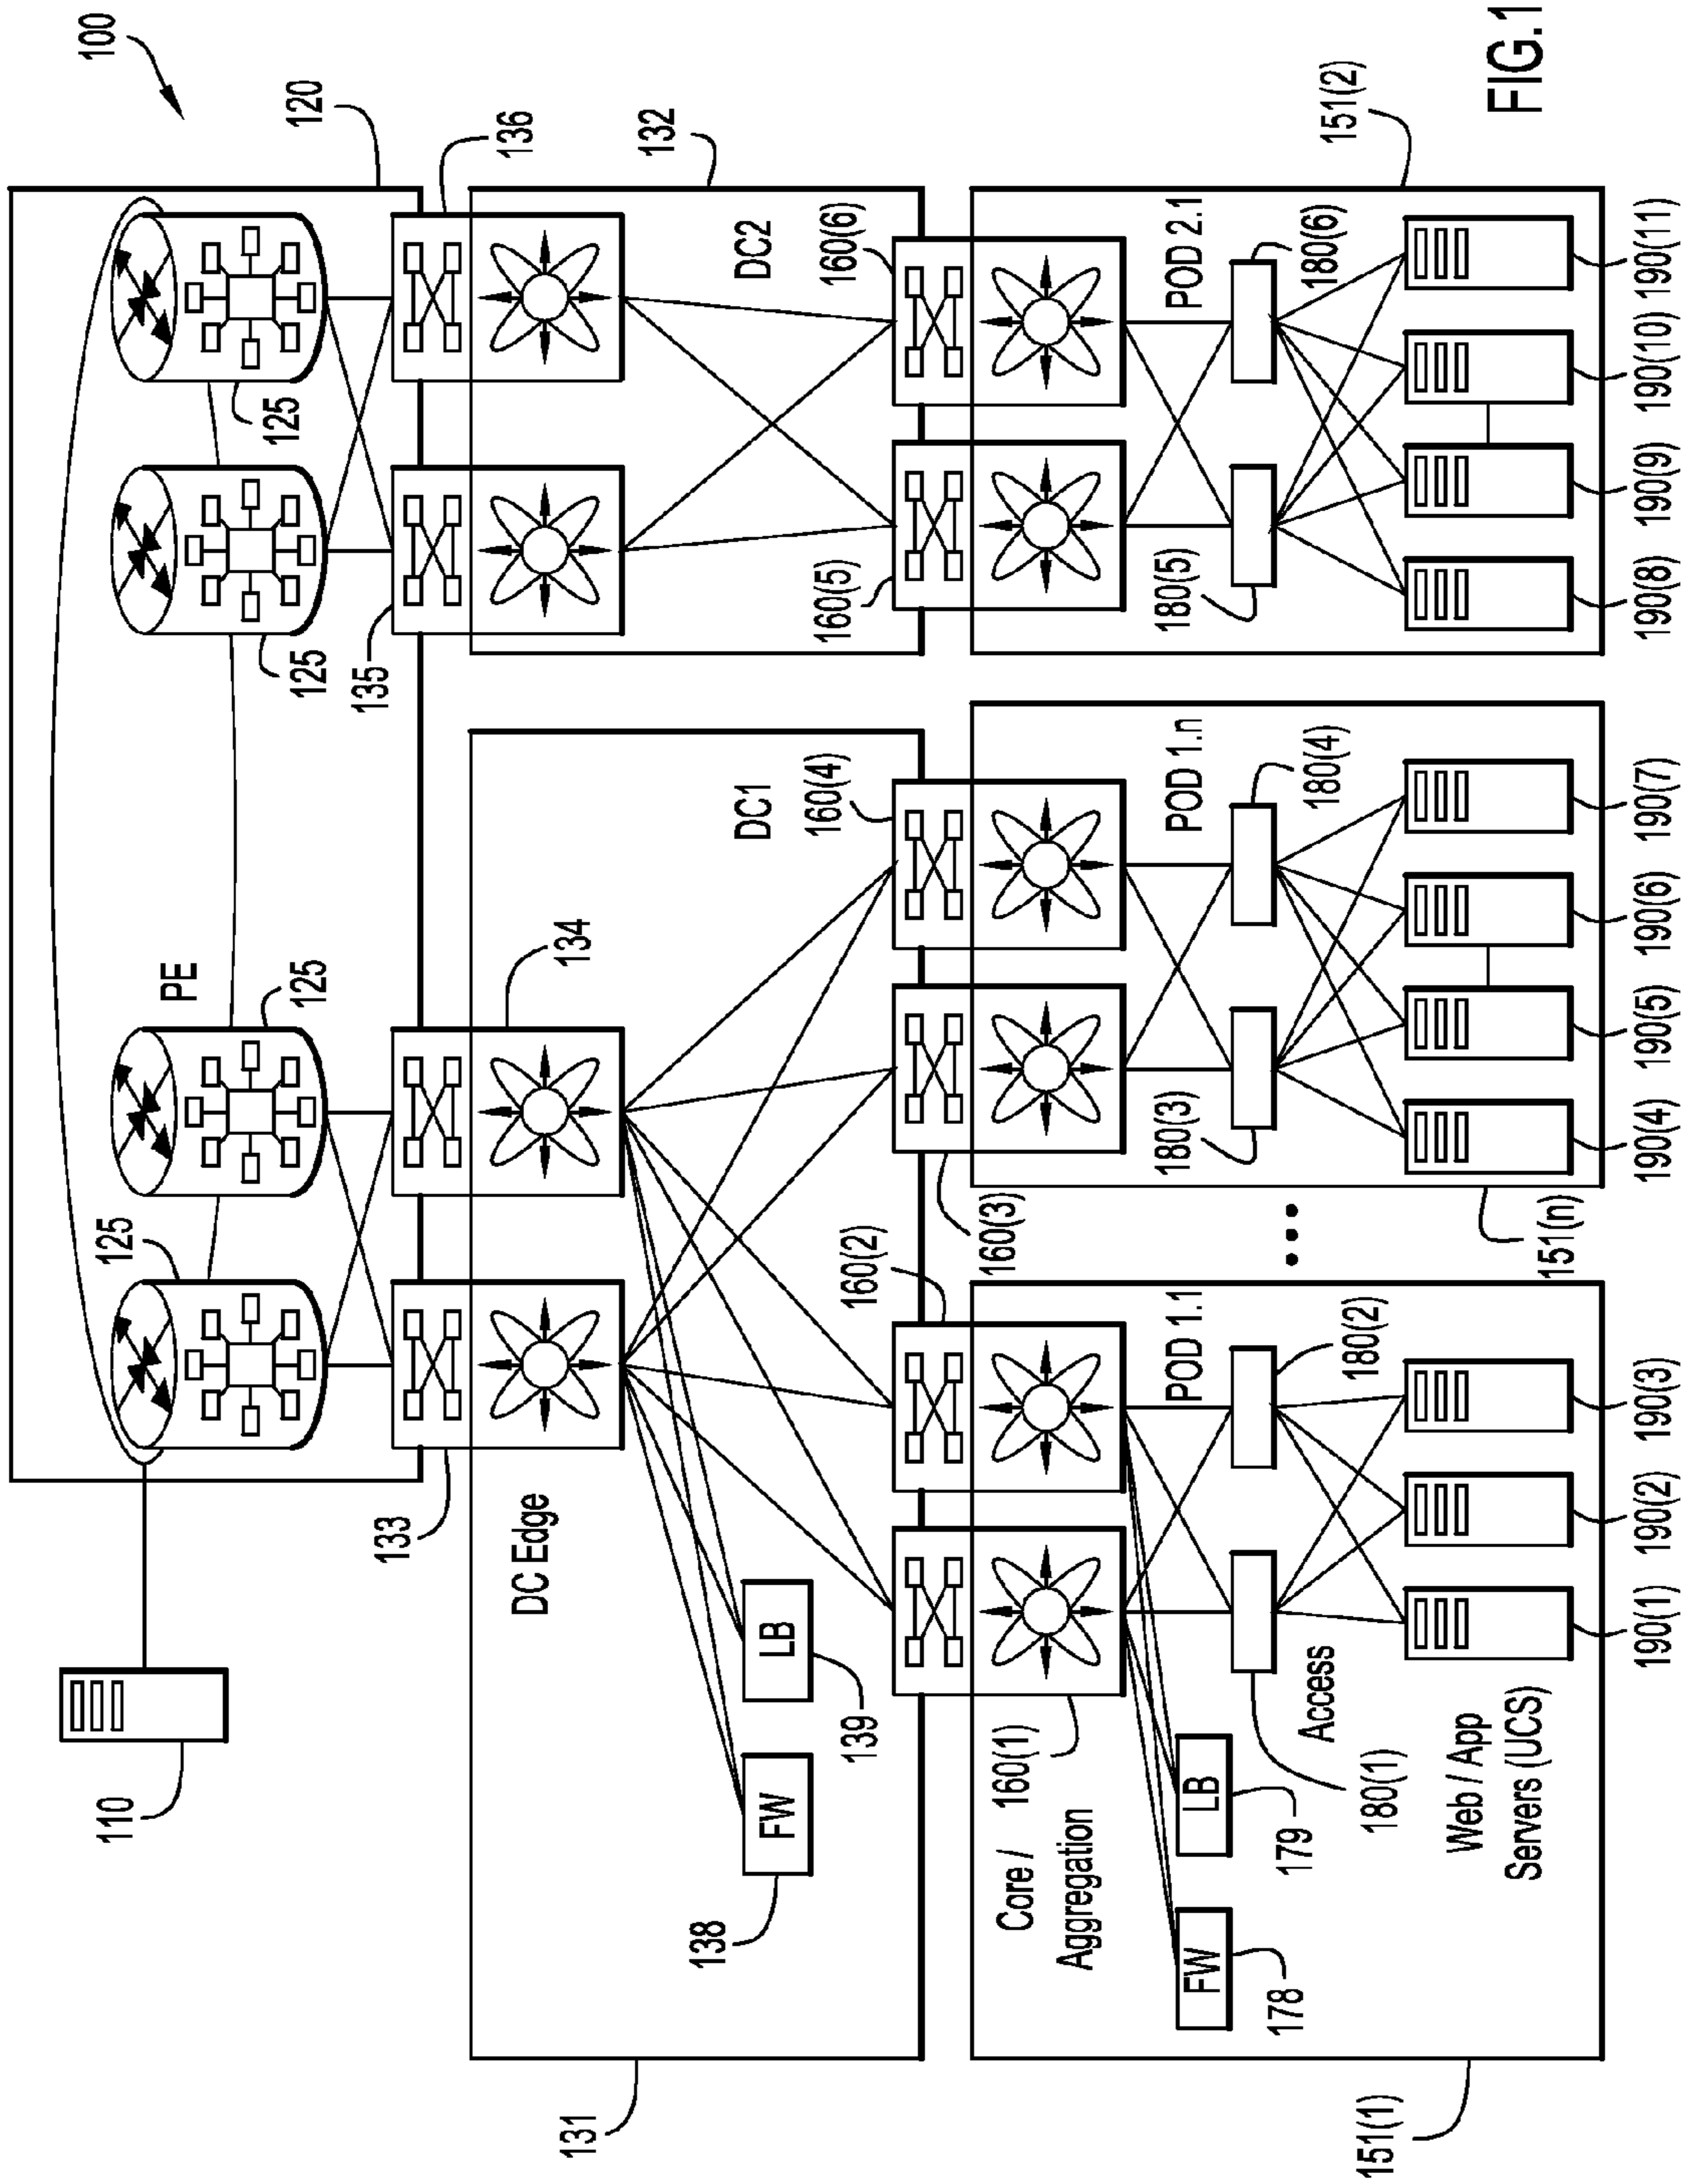 100
120
PE
125
125
125
125
110
133
134
135
136
DC Edge
132
DC1
DC2
FW
LB
138
139
131
160(1)
160(2)
160(3)
160(4)
160(5)
160(6)
Core /
Aggregation
POD 1.1
POD 1.n
POD 2.1
FW
LB
178
179
180(1)
180(2)
180(3)
180(4)
180(5)
180(6)
Access
...
Web / App
Servers (UCS)
190(1)
190(2)
190(3)
190(4)
190(5)
190(6)
190(7)
190(8)
190(9)
190(10)
190(11)
151(1)
151(n)
151(2)
FIG.1